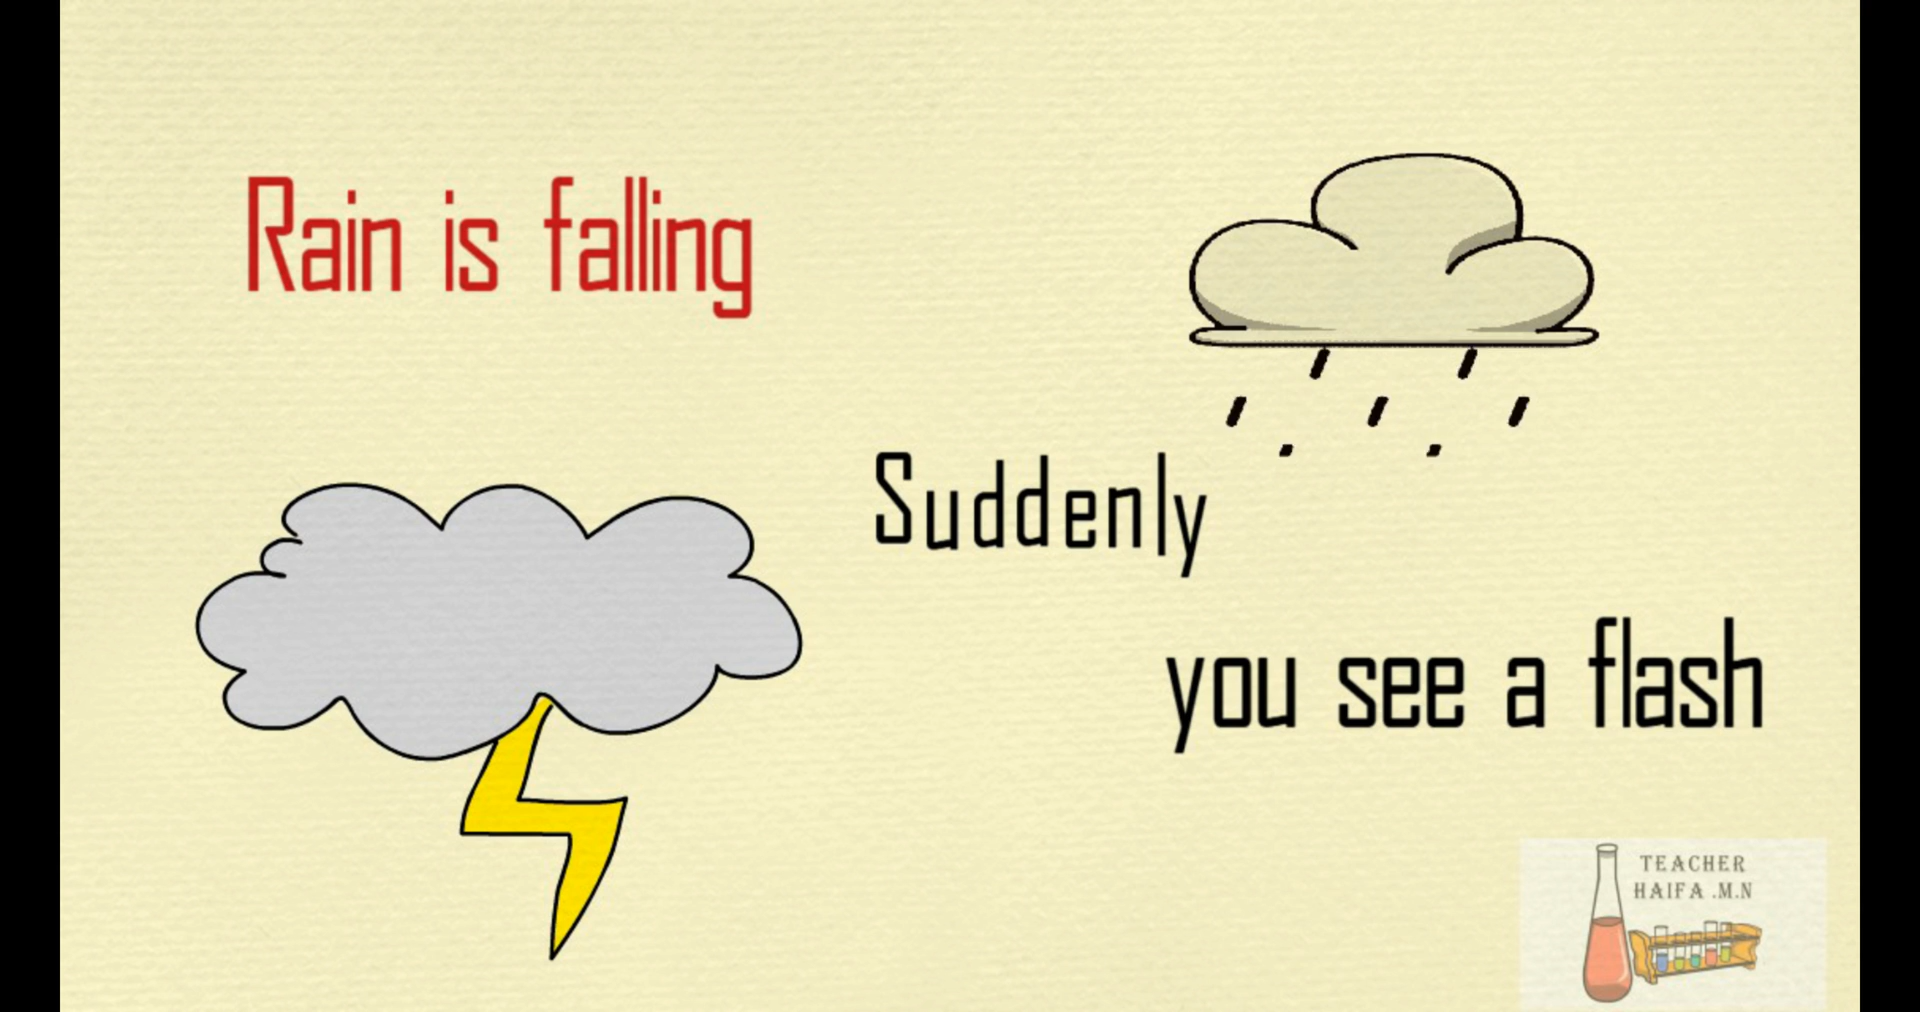 Rain is falling
Suddenly
you see a flash
TEACHER
HAIFA .M.N